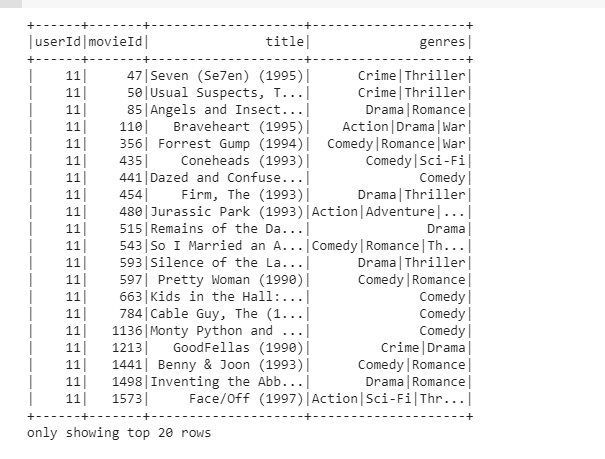 +------+-------+--------------------+--------------------+
|userId|movieId|               title|              genres|
+------+-------+--------------------+--------------------+
|    11|     47|Seven (Se7en) (1995)|      Crime|Thriller|
|    11|     50|Usual Suspects, T...|      Crime|Thriller|
|    11|     85|Angels and Insect...|       Drama|Romance|
|    11|    110|   Braveheart (1995)|    Action|Drama|War|
|    11|    356| Forrest Gump (1994)|  Comedy|Romance|War|
|    11|    435|    Coneheads (1993)|       Comedy|Sci-Fi|
|    11|    441|Dazed and Confuse...|              Comedy|
|    11|    454|    Firm, The (1993)|      Drama|Thriller|
|    11|    480|Jurassic Park (1993)|Action|Adventure|...|
|    11|    515|Remains of the Da...|               Drama|
|    11|    543|So I Married an A...|Comedy|Romance|Th...|
|    11|    593|Silence of the La...|      Drama|Thriller|
|    11|    597| Pretty Woman (1990)|      Comedy|Romance|
|    11|    663|Kids in the Hall:...|              Comedy|
|    11|    784|Cable Guy, The (1...|              Comedy|
|    11|   1136|Monty Python and ...|              Comedy|
|    11|   1213|   GoodFellas (1990)|         Crime|Drama|
|    11|   1441| Benny & Joon (1993)|      Comedy|Romance|
|    11|   1498|Inventing the Abb...|       Drama|Romance|
|    11|   1573|     Face/Off (1997)|Action|Sci-Fi|Thr...|
+------+-------+--------------------+--------------------+
only showing top 20 rows